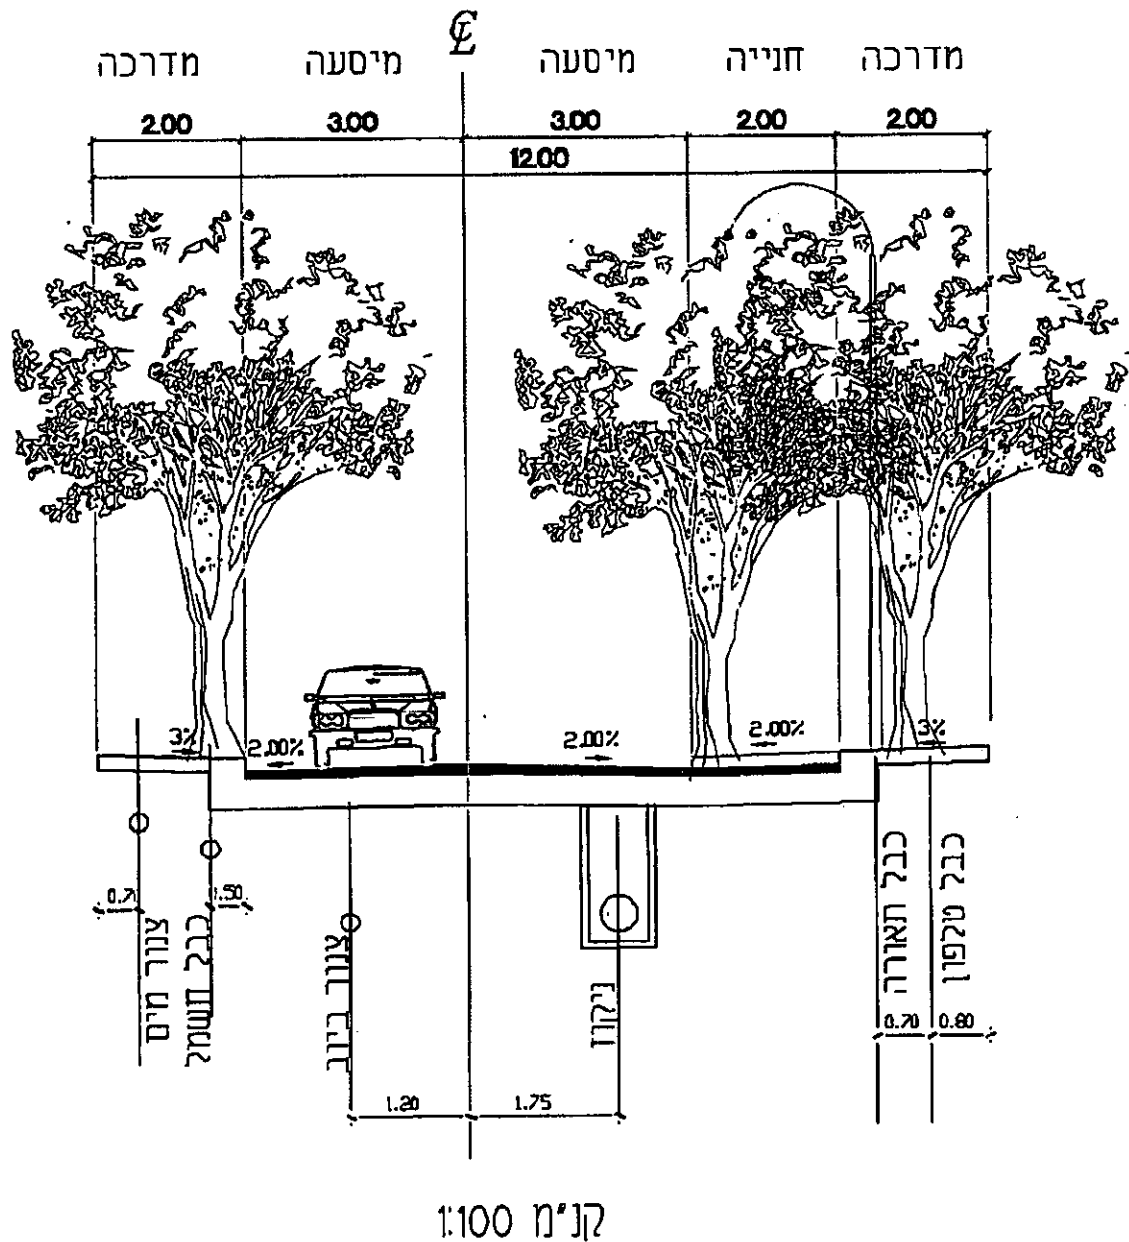 ℄
מדרכה מיסעה מיסעה חנייה מדרכה
2.00 3.00 3.00 2.00 2.00
12.00
3% 2.00% 2.00% 2.00% 3%
0.7 .50
צנור מים
כבל חשמל
צנור ביוב
ניקוז
כבל תאורה
כבל טלפון
0.70 0.80
1.20 1.75
קנ"מ 1:100